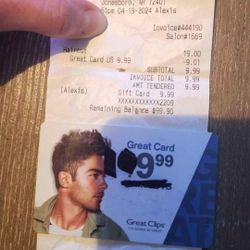 Jonesboro, AR 72401
1pm 04-19-2024 Alexis
Invoice#444190
Salon#1669
Haircut 19.00
Great Card US 9.99 -9.01
SUBTOTAL 9.99
INVOICE TOTAL 9.99
AMT TENDERED 9.99
(Alexis) Gift Card 9.99
XXXXXXXXXXXX2209
Remaining Balance $99.90
Great Card
9.99
Great Clips